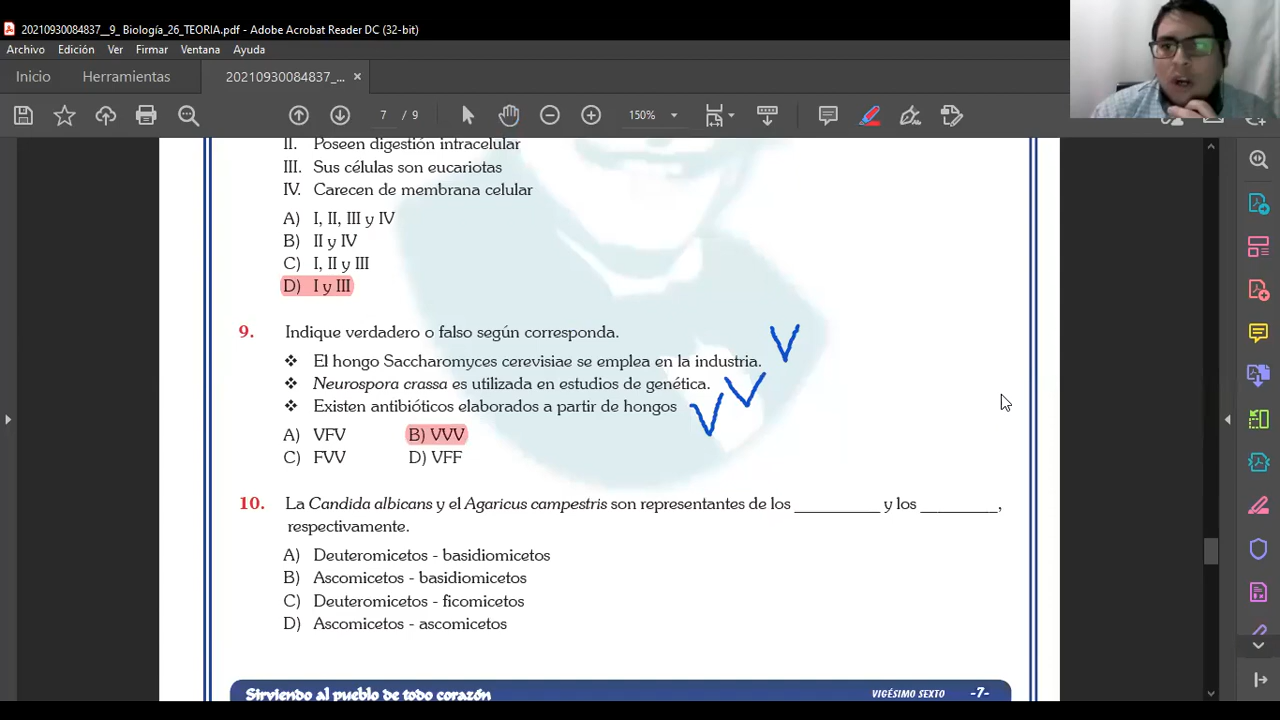 20210930084837__9_ Biología_26_TEORIA.pdf - Adobe Acrobat Reader DC (32-bit)
Archivo Edición Ver Firmar Ventana Ayuda
Inicio Herramientas 20210930084837_... ×
7 / 9 150%
II. Poseen digestión intracelular
III. Sus células son eucariotas
IV. Carecen de membrana celular
A) I, II, III y IV
B) II y IV
C) I, II y III
D) I y III
9. Indique verdadero o falso según corresponda.
❖ El hongo Saccharomyces cerevisiae se emplea en la industria. V
❖ Neurospora crassa es utilizada en estudios de genética. V
❖ Existen antibióticos elaborados a partir de hongos V
A) VFV B) VVV
C) FVV D) VFF
10. La Candida albicans y el Agaricus campestris son representantes de los __________ y los _________,
respectivamente.
A) Deuteromicetos - basidiomicetos
B) Ascomicetos - basidiomicetos
C) Deuteromicetos - ficomicetos
D) Ascomicetos - ascomicetos
Sirviendo al pueblo de todo corazón VIGÉSIMO SEXTO -7-